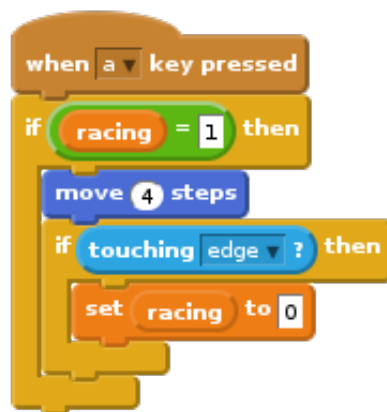 when a key pressed
if racing = 1 then
move 4 steps
if touching edge ? then
set racing to 0